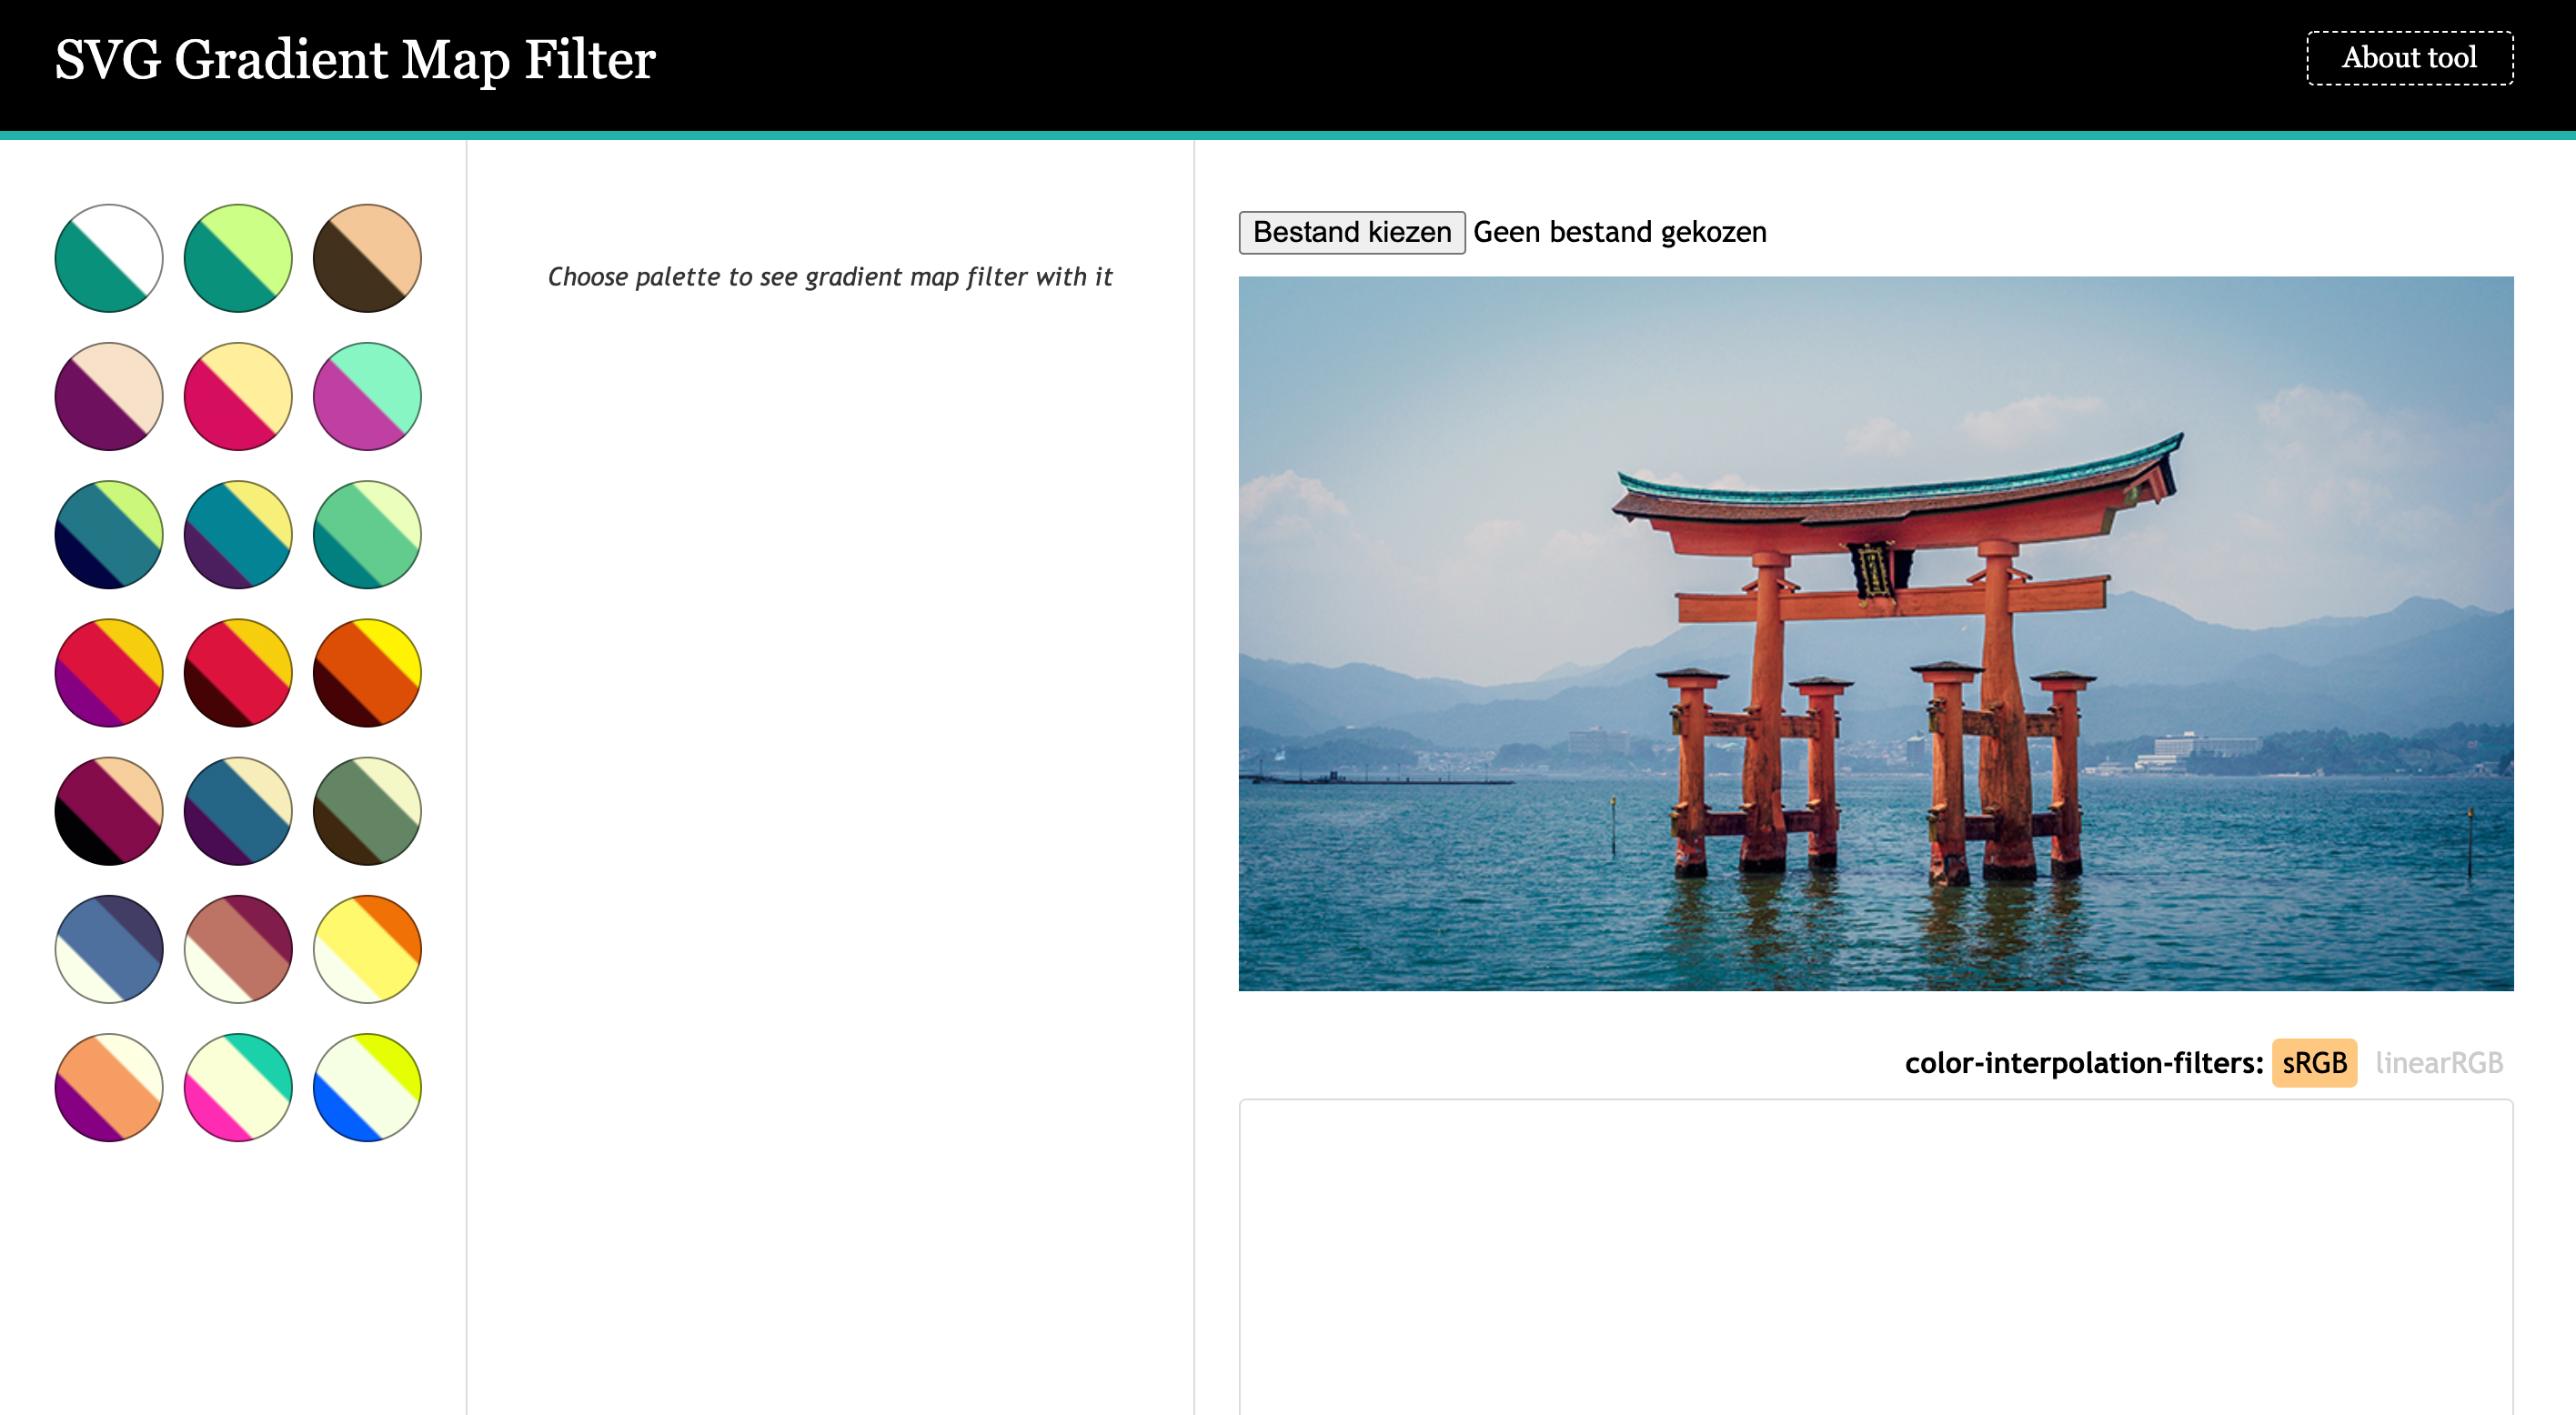 SVG Gradient Map Filter
About tool
Choose palette to see gradient map filter with it
Bestand kiezen Geen bestand gekozen
color-interpolation-filters: sRGB linearRGB